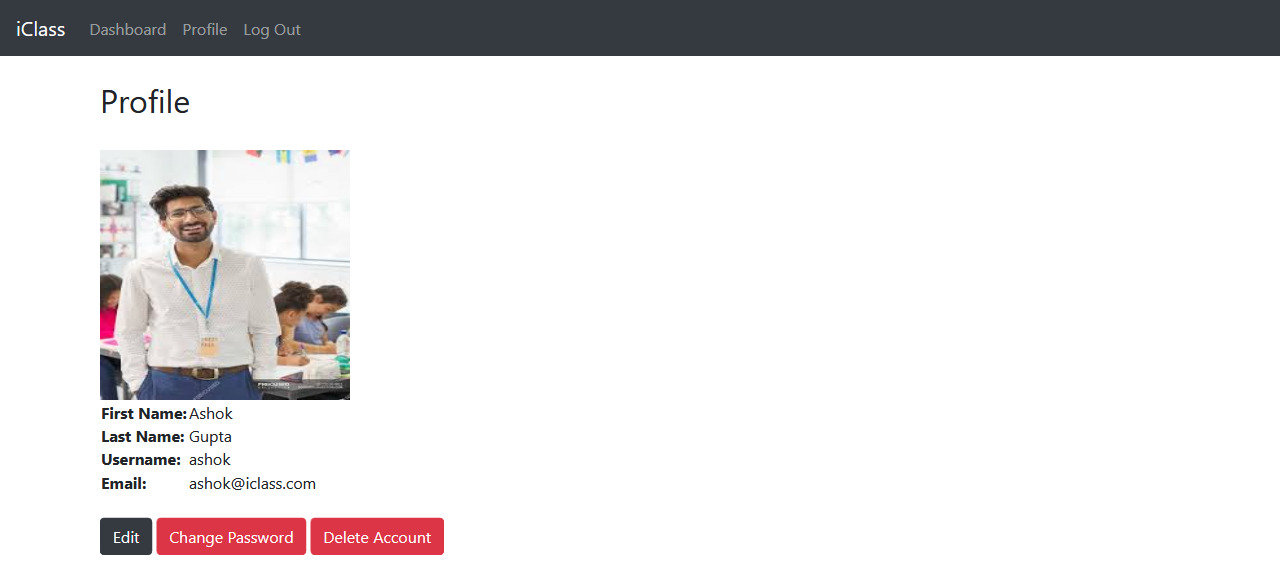 iClass Dashboard Profile Log Out
Profile
First Name: Ashok
Last Name: Gupta
Username: ashok
Email: ashok@iclass.com
Edit Change Password Delete Account